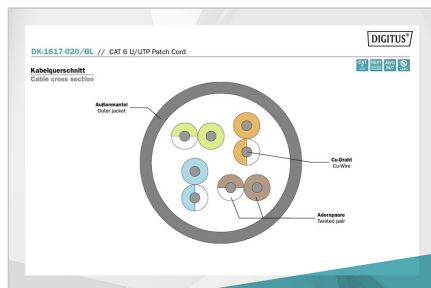 DIGITUS®
DK-1617-020/BL // CAT 6 U/UTP Patch Cord
Kabelquerschnitt
Cable cross section
Außenmantel
Outer jacket
Cu-Draht
Cu-Wire
Adernpaare
Twisted pair